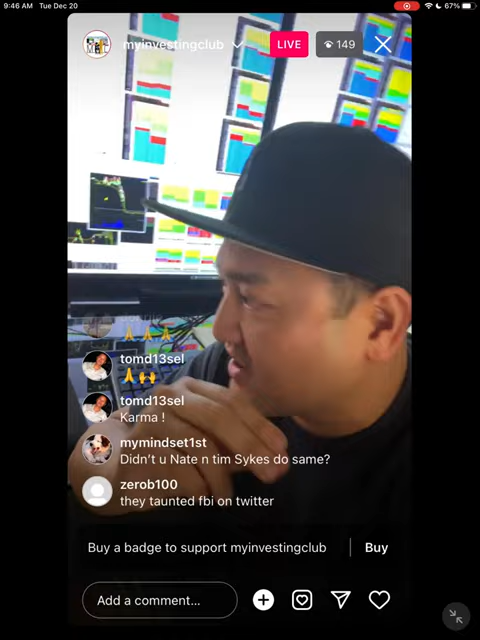 9:46 AM Tue Dec 20
67%
myinvestingclub
LIVE
149
tomd13sel
🙏🙌
tomd13sel
Karma !
mymindset1st
Didn't u Nate n tim Sykes do same?
zerob100
they taunted fbi on twitter
Buy a badge to support myinvestingclub
Buy
Add a comment...